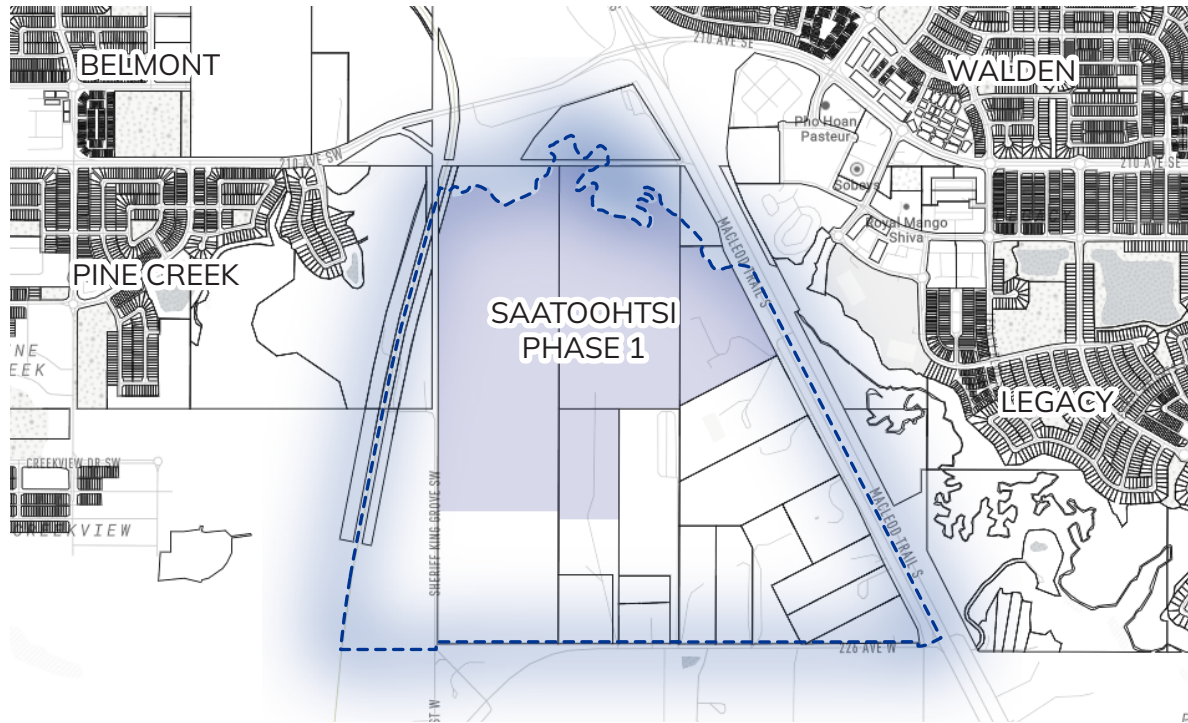 210 AVE SE
BELMONT
WALDEN
Pho Hoan
Pasteur
210 AVE SW
210 AVE SE
Sobeys
Royal Mango
Shiva
LEGACY
MACLEOD TRAIL S
PINE CREEK
SAATOOHTSI
PHASE 1
LEGACY
CREEKVIEW DR SW
SHERIFF KING GROVE SW
MACLEOD TRAIL S
CREEKVIEW
226 AVE W
ST W